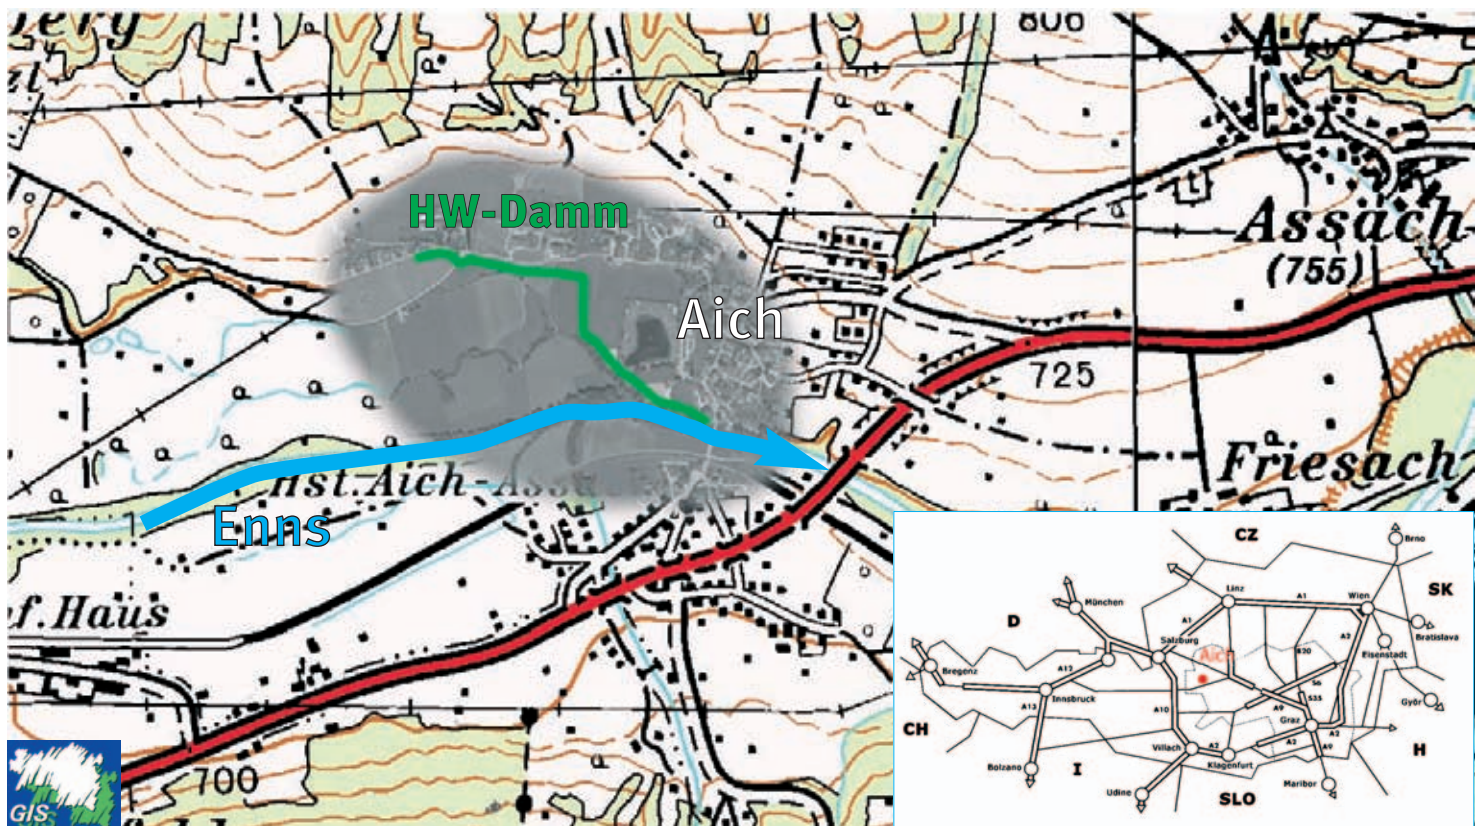 806
HW-Damm
Assach
(755)
Aich
725
Friesach
Hst.Aich-Ass
Enns
f.Haus
700
GIS
CZ
Brno
SK
Linz
A1
Wien
München
D
A1
A2
Bratislava
Salzburg
Eisenstadt
Aich
B20
Bregenz
A12
S6
Innsbruck
S35
Győr
A13
A10
A9
Graz
CH
A2
H
Villach
A2
A2
A9
Klagenfurt
Bolzano
I
Udine
SLO
Maribor